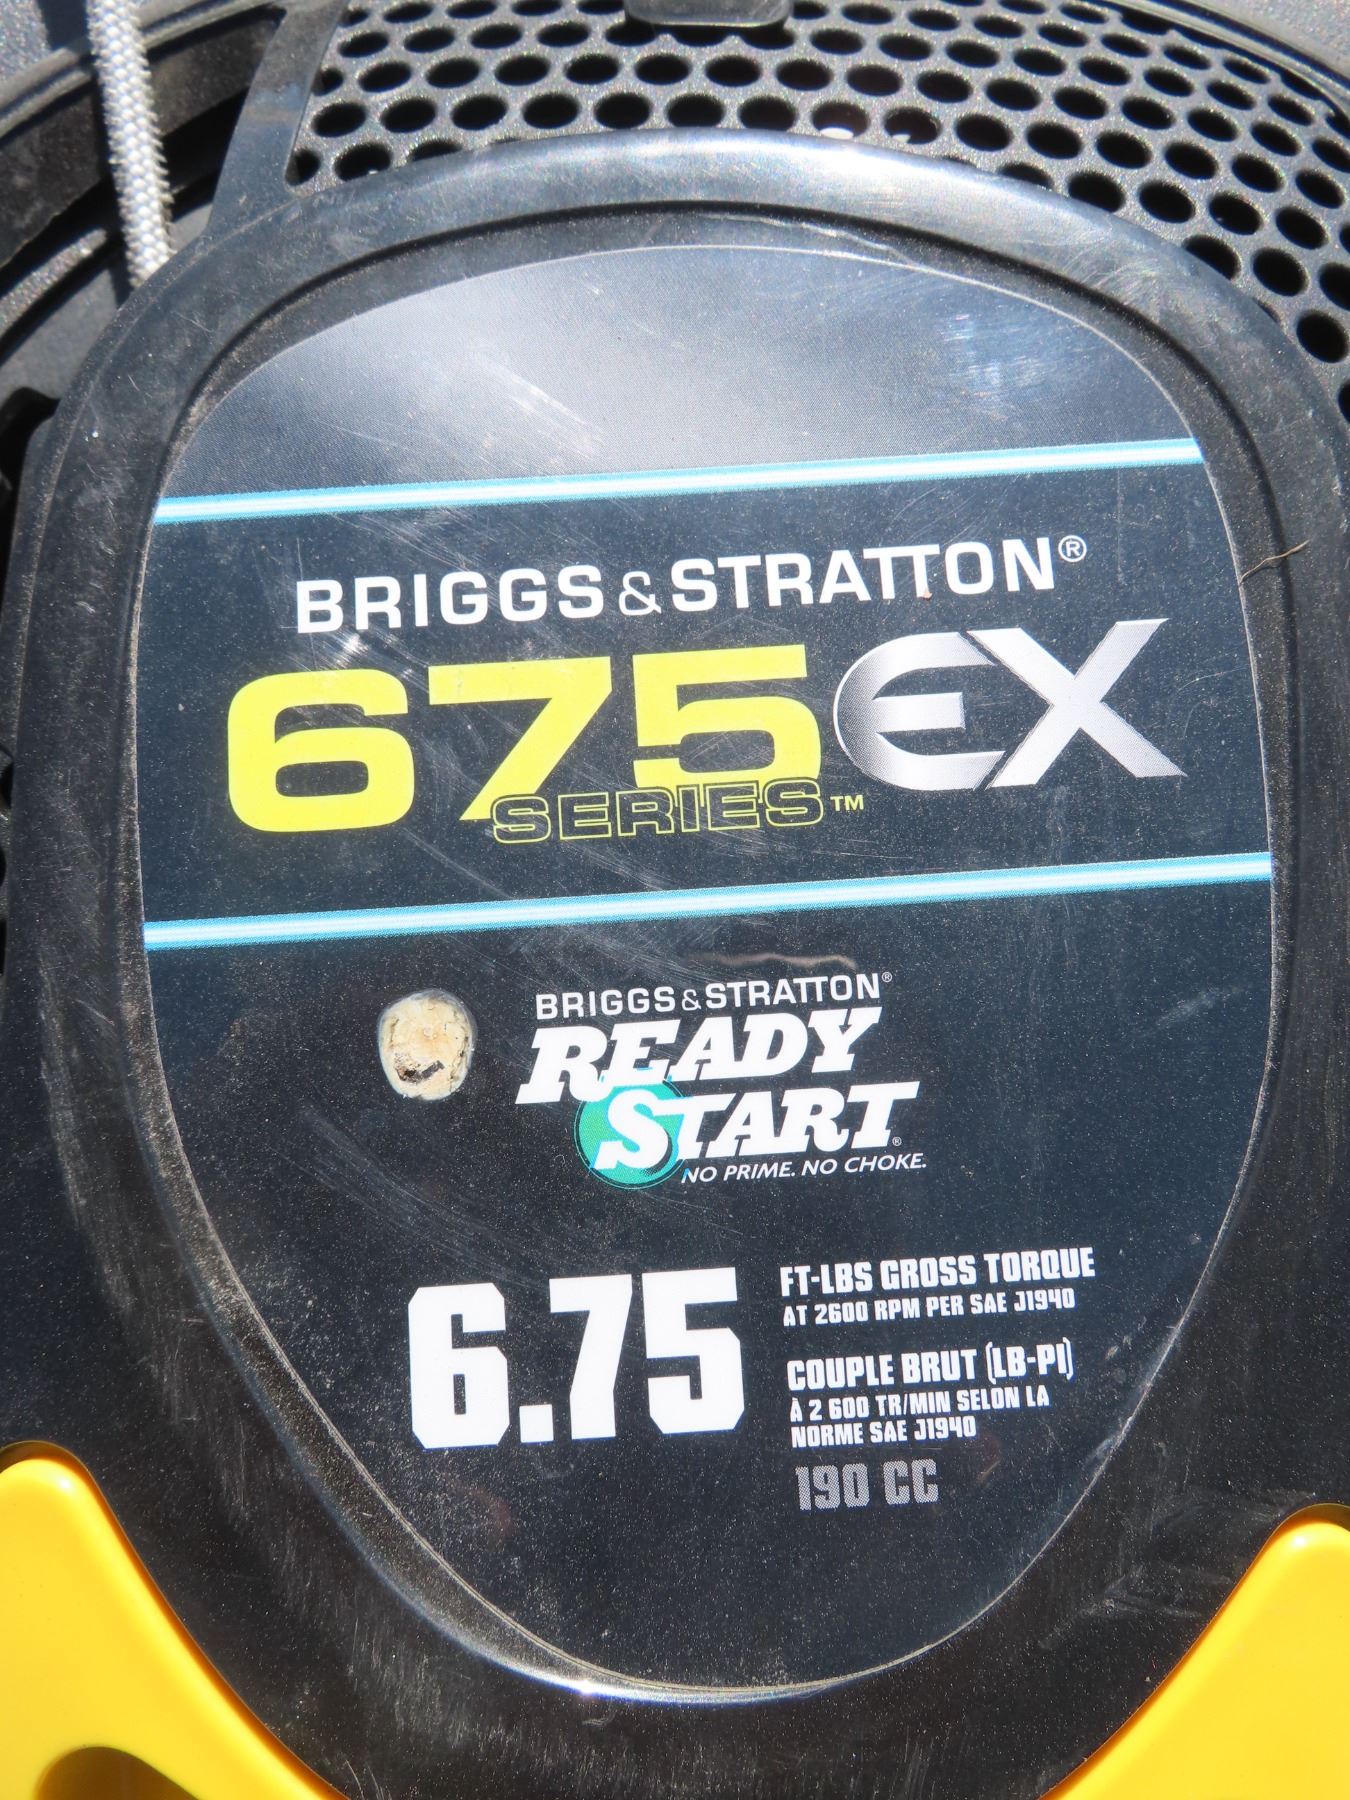 BRIGGS & STRATTON®
675 EX
SERIES™
BRIGGS & STRATTON®
READY
START®
NO PRIME. NO CHOKE.
6.75
FT-LBS GROSS TORQUE
AT 2600 RPM PER SAE J1940
COUPLE BRUT (LB-PI)
À 2 600 TR/MIN SELON LA
NORME SAE J1940
190 CC